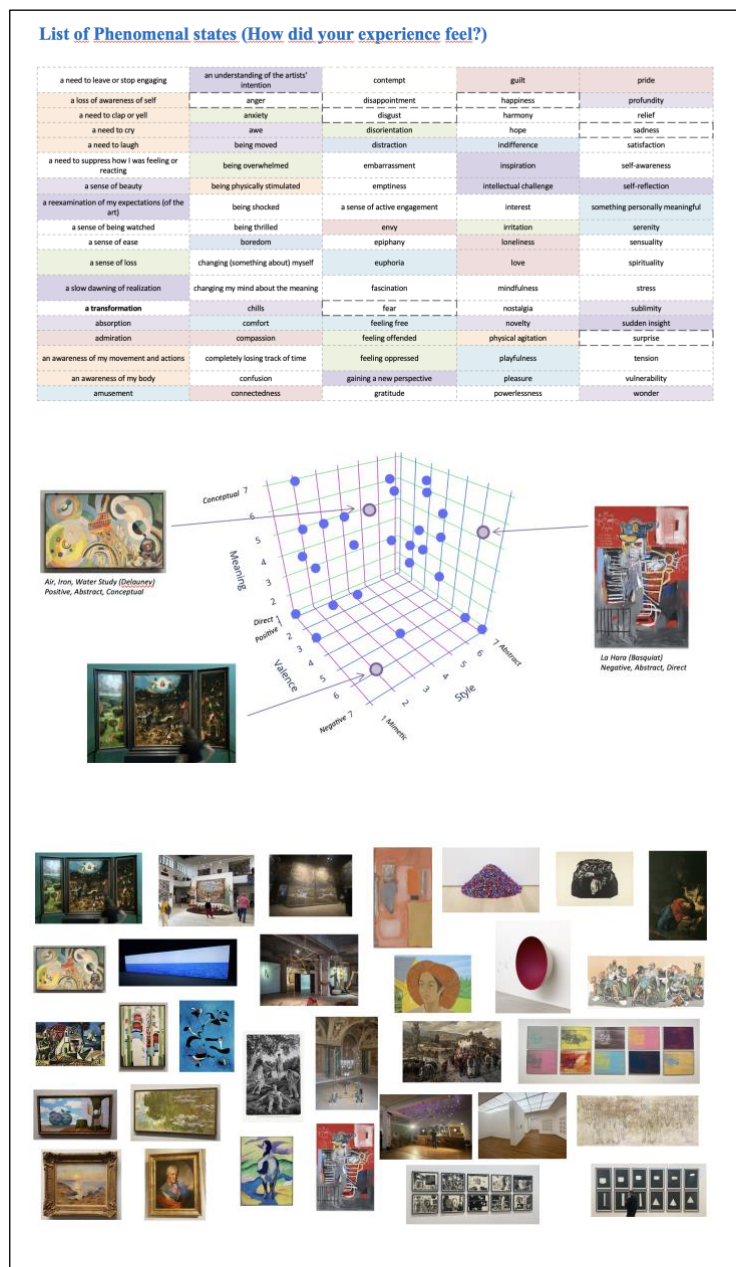 List of Phenomenal states (How did your experience feel?)
a need to leave or stop engaging
an understanding of the artists'
intention
contempt
guilt
pride
a loss of awareness of self
anger
disappointment
happiness
profundity
a need to clap or yell
anxiety
disgust
harmony
relief
a need to cry
awe
disorientation
hope
sadness
a need to laugh
being moved
distraction
indifference
satisfaction
a need to suppress how I was feeling or
reacting
being overwhelmed
embarrassment
inspiration
self-awareness
a sense of beauty
being physically stimulated
emptiness
intellectual challenge
self-reflection
a reexamination of my expectations (of the
art)
being shocked
a sense of active engagement
interest
something personally meaningful
a sense of being watched
being thrilled
envy
irritation
serenity
a sense of ease
boredom
epiphany
loneliness
sensuality
a sense of loss
changing (something about) myself
euphoria
love
spirituality
a slow dawning of realization
changing my mind about the meaning
fascination
mindfulness
stress
a transformation
chills
fear
nostalgia
sublimity
absorption
comfort
feeling free
novelty
sudden insight
admiration
compassion
feeling offended
physical agitation
surprise
an awareness of my movement and actions
completely losing track of time
feeling oppressed
playfulness
tension
an awareness of my body
confusion
gaining a new perspective
pleasure
vulnerability
amusement
connectedness
gratitude
powerlessness
wonder
Conceptual 7
6
5
4
3
2
Meaning
Direct 1
Positive
2
3
4
5
6
Negative 7
Valence
1 Mimetic
2
3
4
5
6
7 Abstract
Style
Air, Iron, Water Study (Delaunev)
Positive, Abstract, Conceptual
La Hara (Basquiat)
Negative, Abstract, Direct